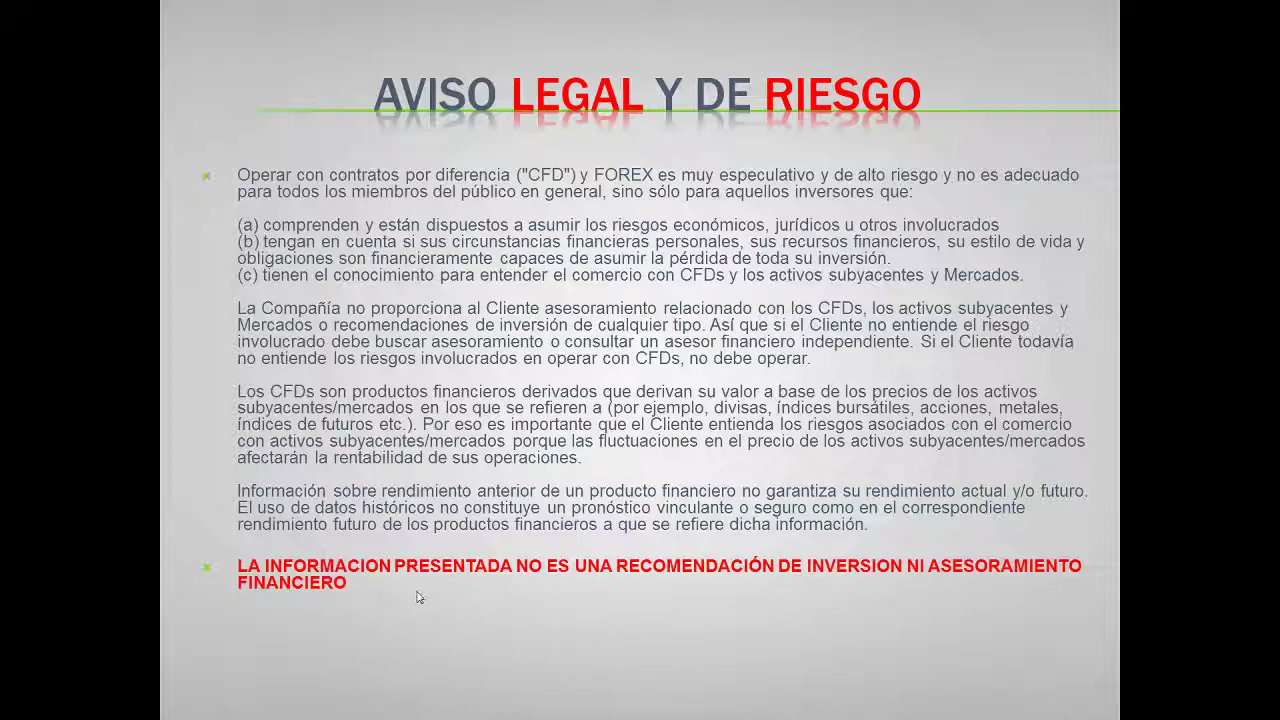 AVISO LEGAL Y DE RIESGO
Operar con contratos por diferencia ("CFD") y FOREX es muy especulativo y de alto riesgo y no es adecuado
para todos los miembros del público en general, sino sólo para aquellos inversores que:
(a) comprenden y están dispuestos a asumir los riesgos económicos, jurídicos u otros involucrados
(b) tengan en cuenta si sus circunstancias financieras personales, sus recursos financieros, su estilo de vida y
obligaciones son financieramente capaces de asumir la pérdida de toda su inversión.
(c) tienen el conocimiento para entender el comercio con CFDs y los activos subyacentes y Mercados.
La Compañía no proporciona al Cliente asesoramiento relacionado con los CFDs, los activos subyacentes y
Mercados o recomendaciones de inversión de cualquier tipo. Así que si el Cliente no entiende el riesgo
involucrado debe buscar asesoramiento o consultar un asesor financiero independiente. Si el Cliente todavía
no entiende los riesgos involucrados en operar con CFDs, no debe operar.
Los CFDs son productos financieros derivados que derivan su valor a base de los precios de los activos
subyacentes/mercados en los que se refieren a (por ejemplo, divisas, índices bursátiles, acciones, metales,
índices de futuros etc.). Por eso es importante que el Cliente entienda los riesgos asociados con el comercio
con activos subyacentes/mercados porque las fluctuaciones en el precio de los activos subyacentes/mercados
afectarán la rentabilidad de sus operaciones.
Información sobre rendimiento anterior de un producto financiero no garantiza su rendimiento actual y/o futuro.
El uso de datos históricos no constituye un pronóstico vinculante o seguro como en el correspondiente
rendimiento futuro de los productos financieros a que se refiere dicha información.
LA INFORMACION PRESENTADA NO ES UNA RECOMENDACIÓN DE INVERSION NI ASESORAMIENTO
FINANCIERO